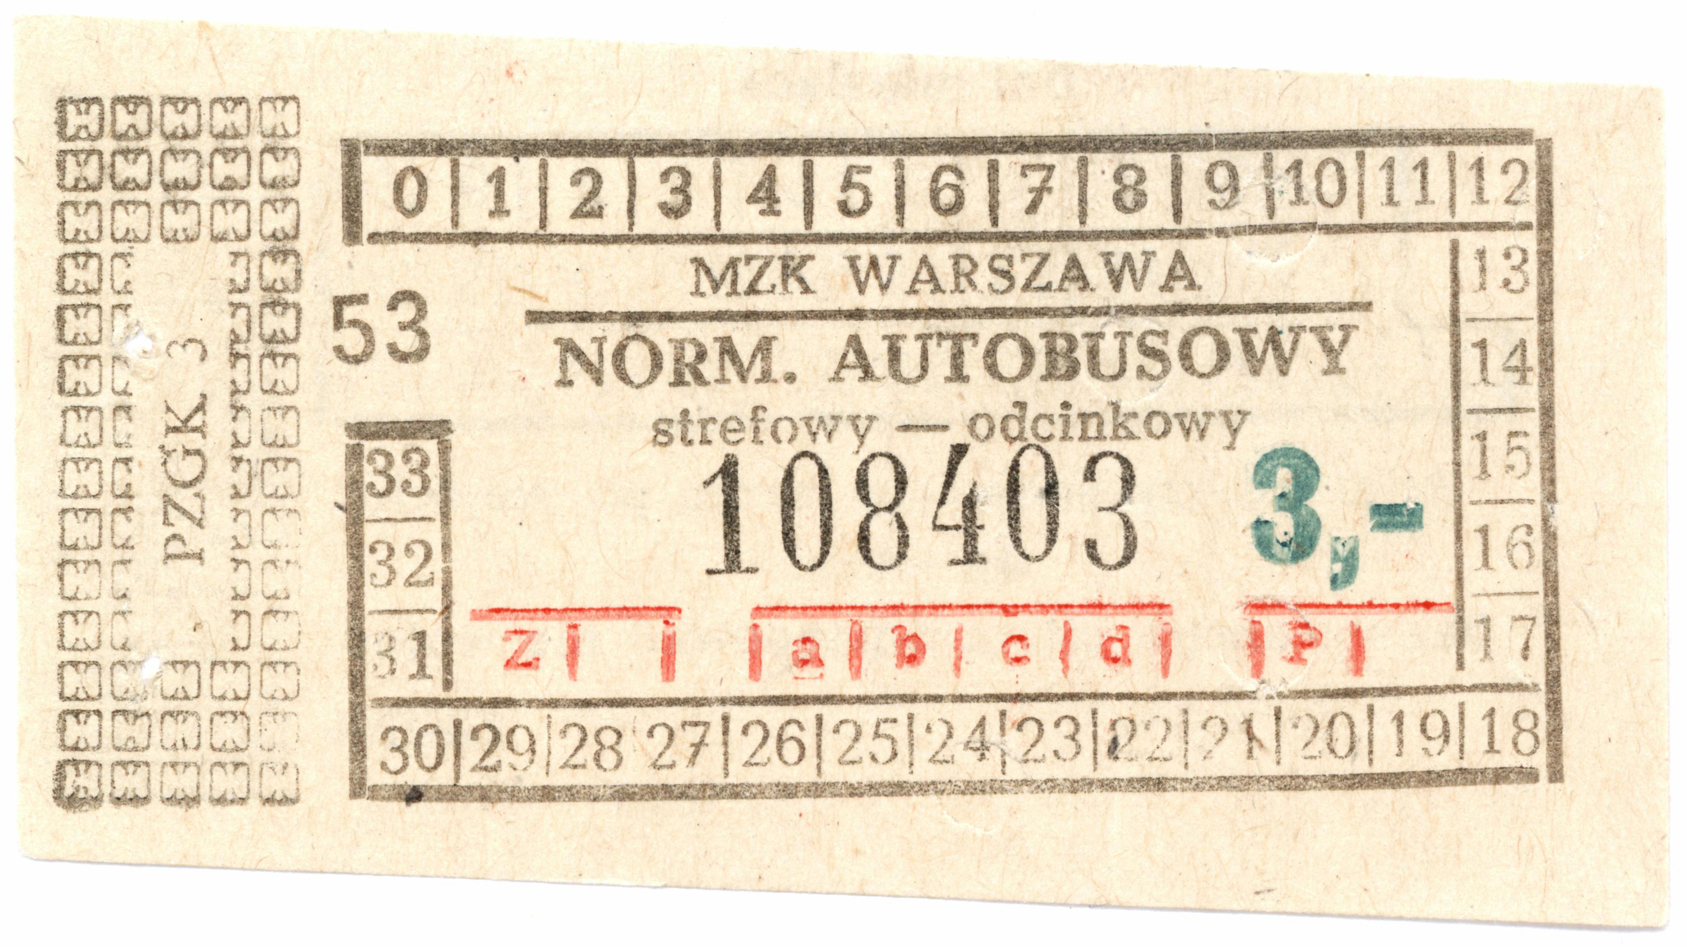 PZGK 3
0 1 2 3 4 5 6 7 8 9 10 11 12
MZK WARSZAWA
13
53
NORM. AUTOBUSOWY
14
strefowy — odcinkowy
15
33
108403 3,-
16
32
31
Z a b c d P
17
30 29 28 27 26 25 24 23 22 21 20 19 18